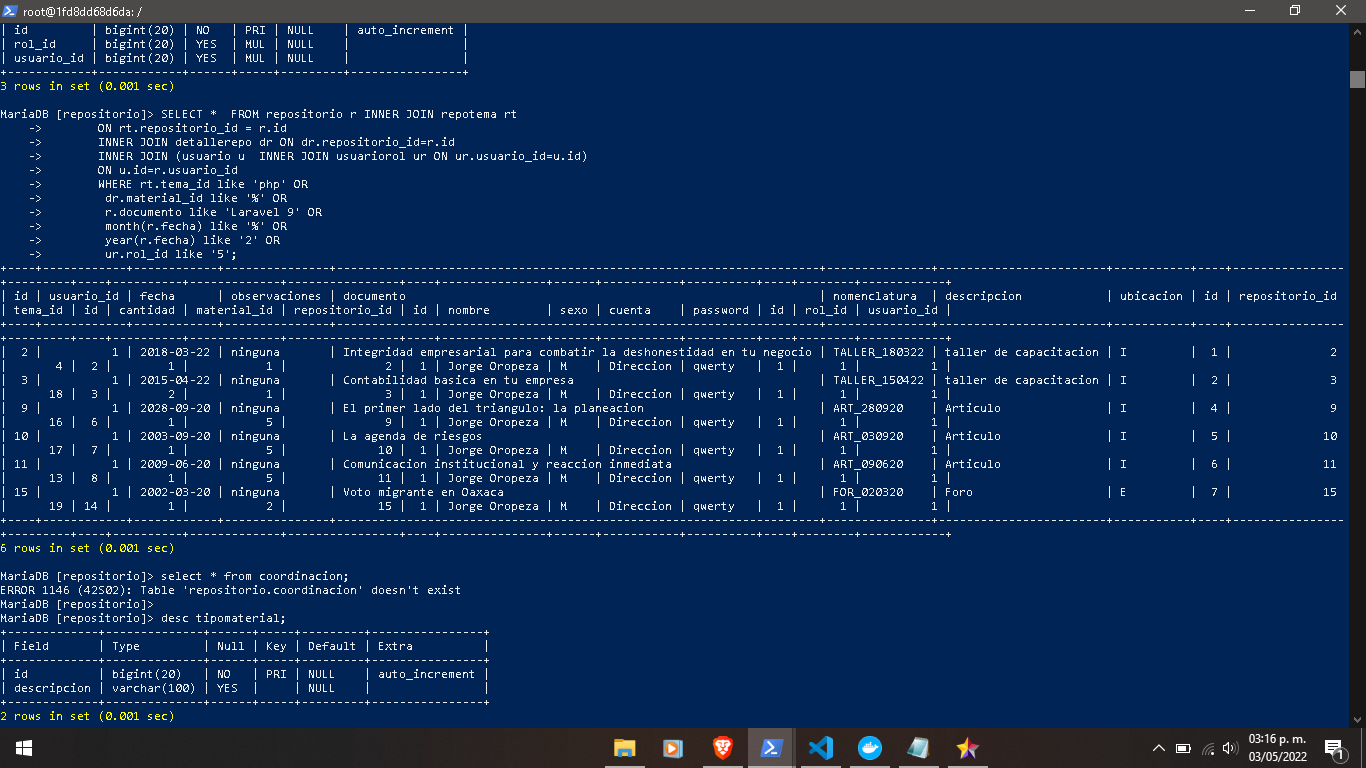 root@1fd8dd68d6da: /
| id | bigint(20) | NO | PRI | NULL | auto_increment |
| rol_id | bigint(20) | YES | MUL | NULL | |
| usuario_id | bigint(20) | YES | MUL | NULL | |
3 rows in set (0.001 sec)
MariaDB [repositorio]> SELECT *  FROM repositorio r INNER JOIN repotema rt
-> ON rt.repositorio_id = r.id
-> INNER JOIN detallerepo dr ON dr.repositorio_id=r.id
-> INNER JOIN (usuario u  INNER JOIN usuariorol ur ON ur.usuario_id=u.id)
-> ON u.id=r.usuario_id
-> WHERE rt.tema_id like 'php' OR
-> dr.material_id like '%' OR
-> r.documento like 'Laravel 9' OR
-> month(r.fecha) like '%' OR
-> year(r.fecha) like '2' OR
-> ur.rol_id like '5';
| id | usuario_id | fecha | observaciones | documento | nomenclatura | descripcion | ubicacion | id | repositorio_id
| tema_id | id | cantidad | material_id | repositorio_id | id | nombre | sexo | cuenta | password | id | rol_id | usuario_id |
| 2 | 1 | 2018-03-22 | ninguna | Integridad empresarial para combatir la deshonestidad en tu negocio | TALLER_180322 | taller de capacitacion | I | 1 | 2
| 4 | 2 | 1 | 1 | 2 | 1 | Jorge Oropeza | M | Direccion | qwerty | 1 | 1 | 1 |
| 3 | 1 | 2015-04-22 | ninguna | Contabilidad basica en tu empresa | TALLER_150422 | taller de capacitacion | I | 2 | 3
| 18 | 3 | 2 | 1 | 3 | 1 | Jorge Oropeza | M | Direccion | qwerty | 1 | 1 | 1 |
| 9 | 1 | 2028-09-20 | ninguna | El primer lado del triangulo: la planeacion | ART_280920 | Articulo | I | 4 | 9
| 16 | 6 | 1 | 5 | 9 | 1 | Jorge Oropeza | M | Direccion | qwerty | 1 | 1 | 1 |
| 10 | 1 | 2003-09-20 | ninguna | La agenda de riesgos | ART_030920 | Articulo | I | 5 | 10
| 17 | 7 | 1 | 5 | 10 | 1 | Jorge Oropeza | M | Direccion | qwerty | 1 | 1 | 1 |
| 11 | 1 | 2009-06-20 | ninguna | Comunicacion institucional y reaccion inmediata | ART_090620 | Articulo | I | 6 | 11
| 13 | 8 | 1 | 5 | 11 | 1 | Jorge Oropeza | M | Direccion | qwerty | 1 | 1 | 1 |
| 15 | 1 | 2002-03-20 | ninguna | Voto migrante en Oaxaca | FOR_020320 | Foro | E | 7 | 15
| 19 | 14 | 1 | 2 | 15 | 1 | Jorge Oropeza | M | Direccion | qwerty | 1 | 1 | 1 |
6 rows in set (0.001 sec)
MariaDB [repositorio]> select * from coordinacion;
ERROR 1146 (42S02): Table 'repositorio.coordinacion' doesn't exist
MariaDB [repositorio]>
MariaDB [repositorio]> desc tipomaterial;
| Field | Type | Null | Key | Default | Extra |
| id | bigint(20) | NO | PRI | NULL | auto_increment |
| descripcion | varchar(100) | YES | | NULL | |
2 rows in set (0.001 sec)
03:16 p. m.
03/05/2022
1